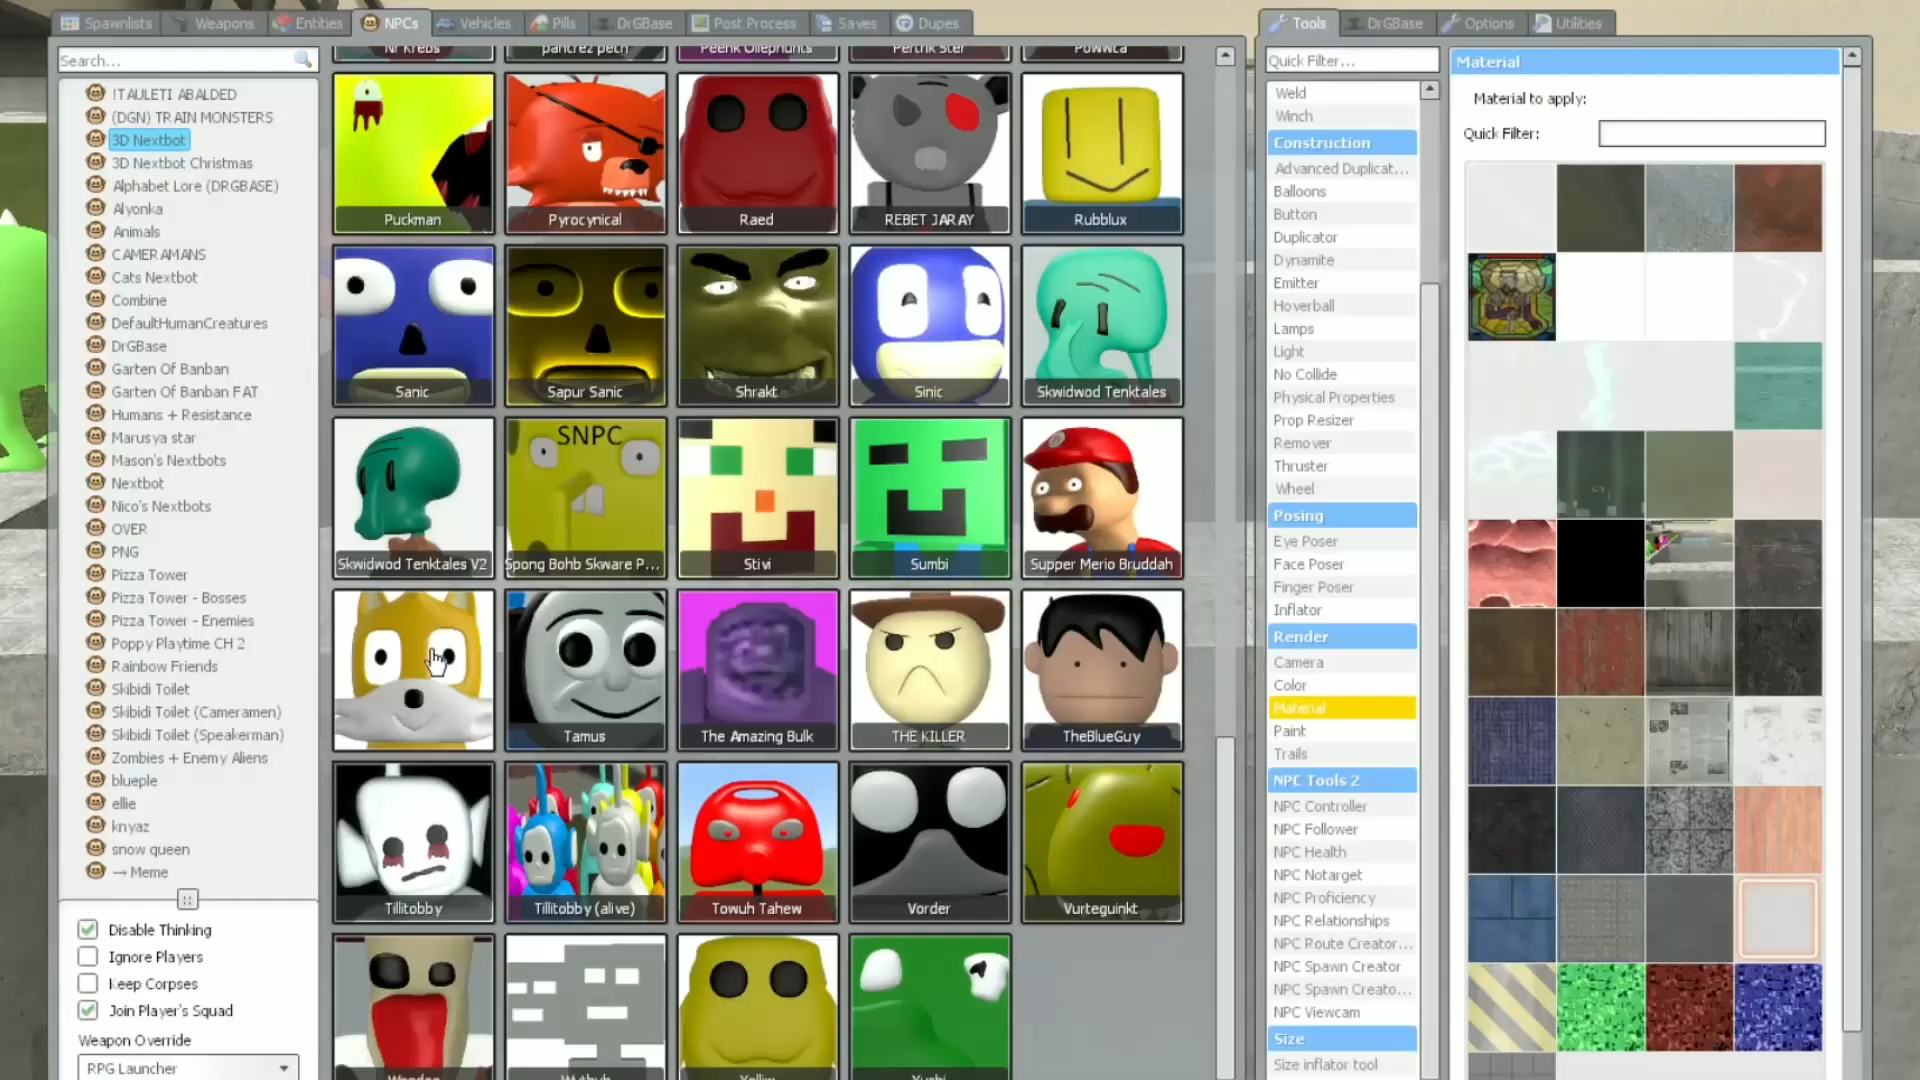 Spawnlists
Weapons
Entities
NPCs
Vehicles
Pills
DrGBase
Post Process
Saves
Dupes
Search...
!TAULETI ABALDED
(DGN) TRAIN MONSTERS
3D Nextbot
3D Nextbot Christmas
Alphabet Lore (DRGBASE)
Alyonka
Animals
CAMERAMANS
Cats Nextbot
Combine
DefaultHumanCreatures
DrGBase
Garten Of Banban
Garten Of Banban FAT
Humans + Resistance
Marusya star
Mason's Nextbots
Nextbot
Nico's Nextbots
OVER
PNG
Pizza Tower
Pizza Tower - Bosses
Pizza Tower - Enemies
Poppy Playtime CH 2
Rainbow Friends
Skibidi Toilet
Skibidi Toilet (Cameramen)
Skibidi Toilet (Speakerman)
Zombies + Enemy Aliens
blueple
ellie
knyaz
snow queen
→ Meme
Disable Thinking
Ignore Players
Keep Corpses
Join Player's Squad
Weapon Override
RPG Launcher
Puckman
Pyrocynical
Raed
REBET JARAY
Rubblux
Sanic
Sapur Sanic
Shrakt
Sinic
Skwidwod Tenktales
Skwidwod Tenktales V2
SNPC
Spong Bohb Skware P...
Stivi
Sumbi
Supper Merio Bruddah
Tamus
The Amazing Bulk
THE KILLER
TheBlueGuy
Tillitobby
Tillitobby (alive)
Towuh Tahew
Vorder
Vurteguinkt
Tools
DrGBase
Options
Utilities
Quick Filter...
Weld
Winch
Construction
Advanced Duplicat...
Balloons
Button
Duplicator
Dynamite
Emitter
Hoverball
Lamps
Light
No Collide
Physical Properties
Prop Resizer
Remover
Thruster
Wheel
Posing
Eye Poser
Face Poser
Finger Poser
Inflator
Render
Camera
Color
Material
Paint
Trails
NPC Tools 2
NPC Controller
NPC Follower
NPC Health
NPC Notarget
NPC Proficiency
NPC Relationships
NPC Route Creator...
NPC Spawn Creator
NPC Spawn Creato...
NPC Viewcam
Size
Size inflator tool
Material
Material to apply:
Quick Filter: